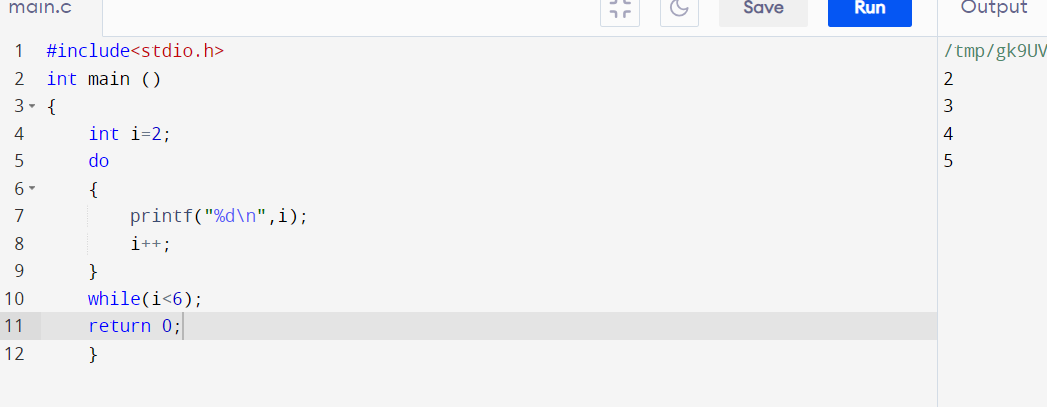 main.c Save Run Output
1 #include<stdio.h>
2 int main ()
3 {
4 int i=2;
5 do
6 {
7 printf("%d\n",i);
8 i++;
9 }
10 while(i<6);
11 return 0;
12 }
/tmp/gk9UV
2
3
4
5